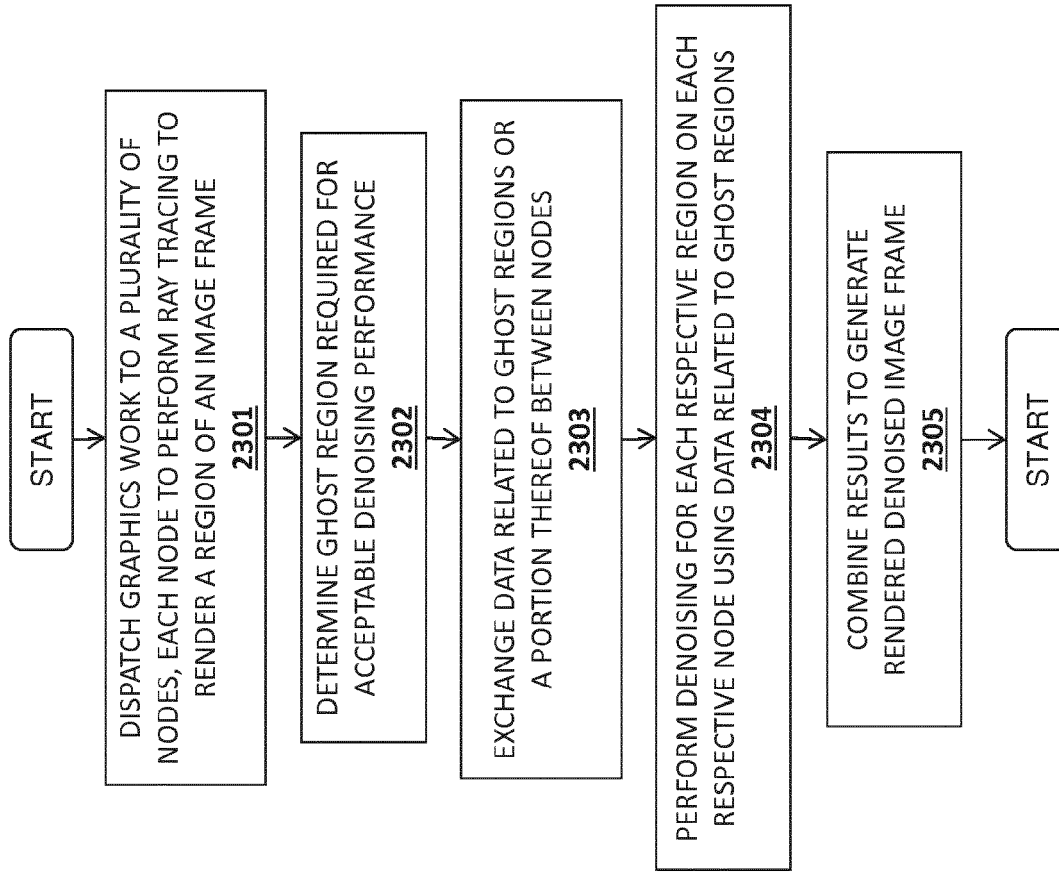 START
DISPATCH GRAPHICS WORK TO A PLURALITY OF
NODES, EACH NODE TO PERFORM RAY TRACING TO
RENDER A REGION OF AN IMAGE FRAME
2301
DETERMINE GHOST REGION REQUIRED FOR
ACCEPTABLE DENOISING PERFORMANCE
2302
EXCHANGE DATA RELATED TO GHOST REGIONS OR
A PORTION THEREOF BETWEEN NODES
2303
PERFORM DENOISING FOR EACH RESPECTIVE REGION ON EACH
RESPECTIVE NODE USING DATA RELATED TO GHOST REGIONS
2304
COMBINE RESULTS TO GENERATE
RENDERED DENOISED IMAGE FRAME
2305
START